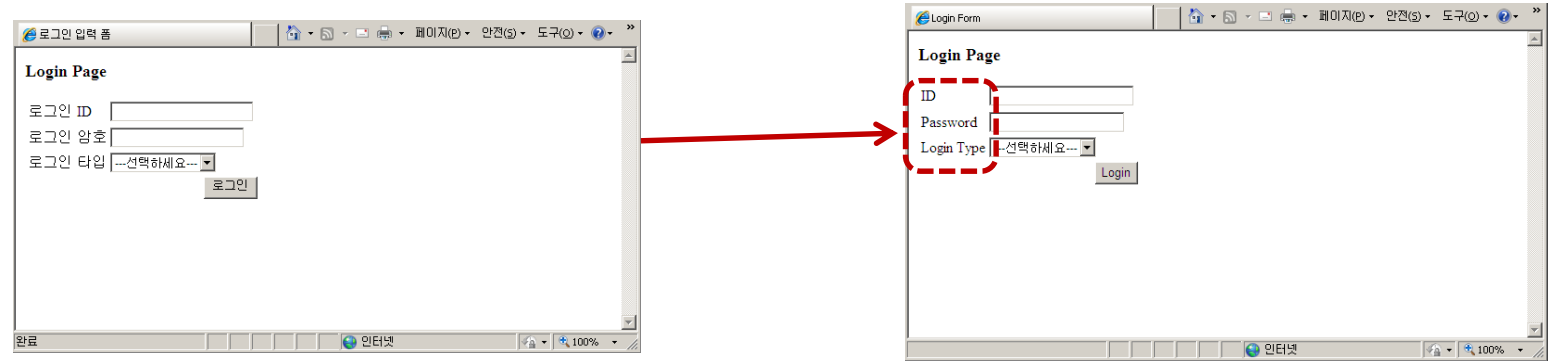 로그인 입력 폼
페이지(P) 안전(S) 도구(O) »
Login Page
로그인 ID
로그인 암호
로그인 타입 ---선택하세요---
로그인
완료 인터넷 100%
Login Form
페이지(P) 안전(S) 도구(O) »
Login Page
ID
Password
Login Type ---선택하세요---
Login
인터넷 100%